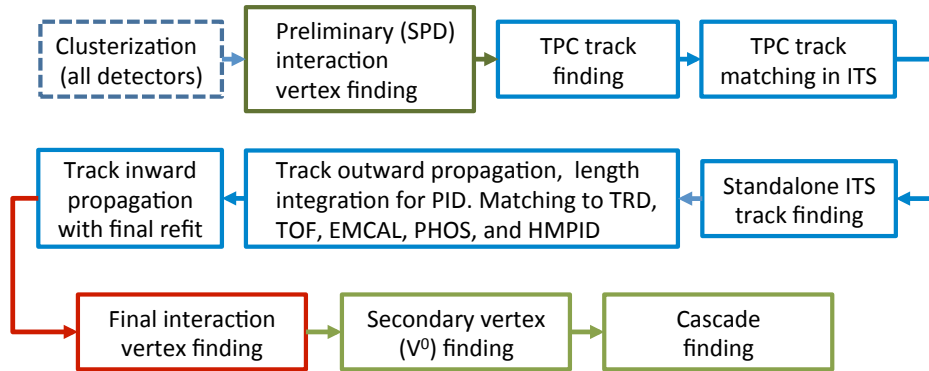 Clusterization
(all detectors)
Preliminary (SPD)
interaction
vertex finding
TPC track
finding
TPC track
matching in ITS
Track inward
propagation
with final refit
Track outward propagation, length
integration for PID. Matching to TRD,
TOF, EMCAL, PHOS, and HMPID
Standalone ITS
track finding
Final interaction
vertex finding
Secondary vertex
(V⁰) finding
Cascade
finding